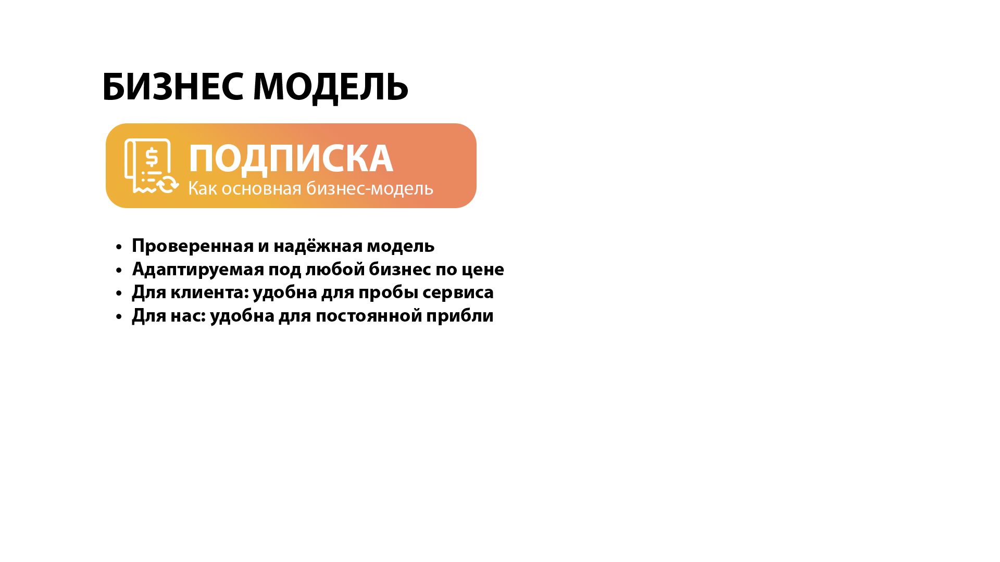 БИЗНЕС МОДЕЛЬ
$
ПОДПИСКА
Как основная бизнес-модель
• Проверенная и надёжная модель
• Адаптируемая под любой бизнес по цене
• Для клиента: удобна для пробы сервиса
• Для нас: удобна для постоянной прибли